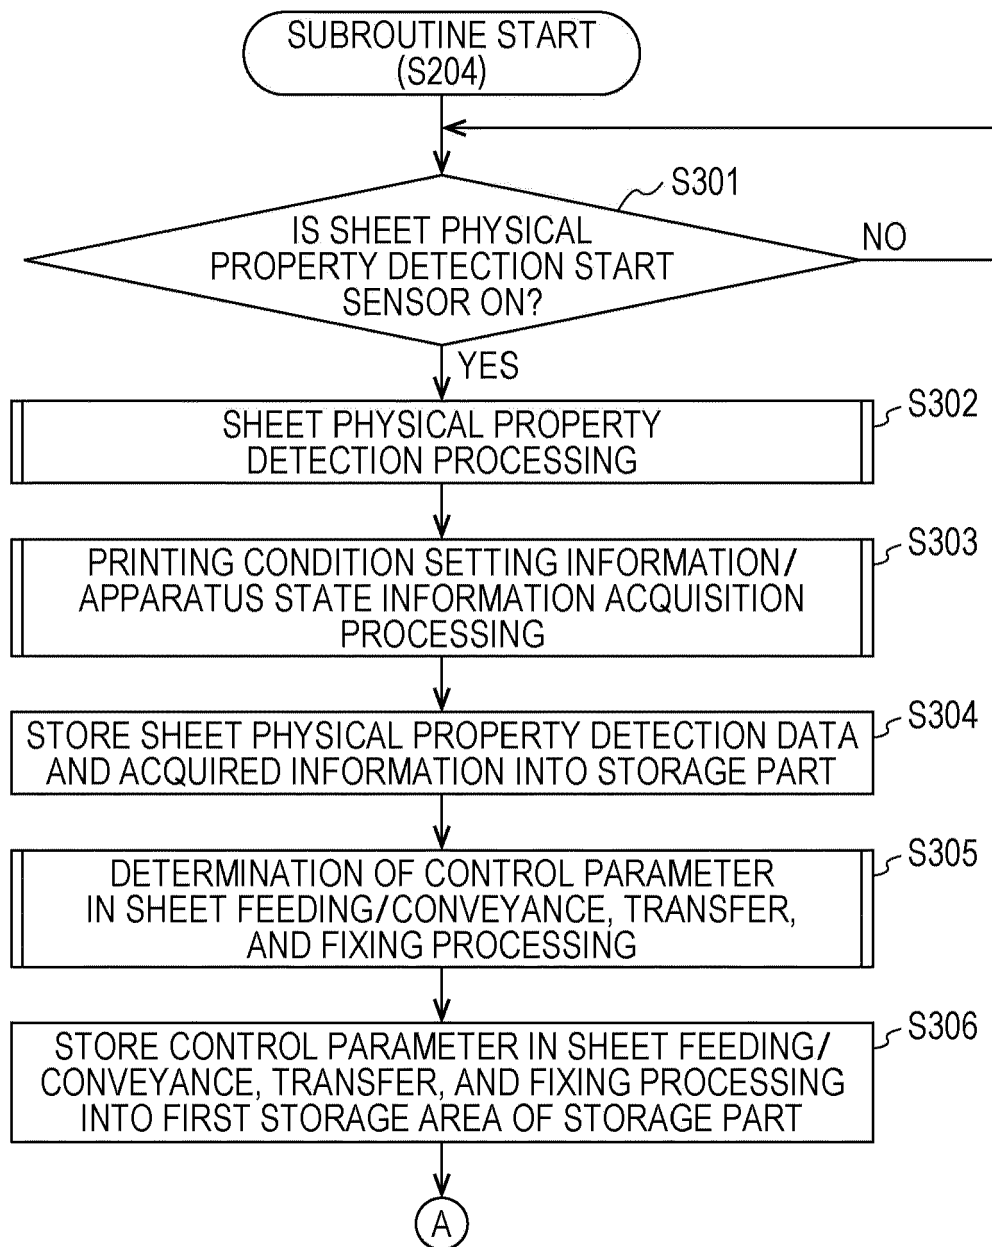 SUBROUTINE START
(S204)
S301
IS SHEET PHYSICAL
PROPERTY DETECTION START
SENSOR ON?
NO
YES
S302
SHEET PHYSICAL PROPERTY
DETECTION PROCESSING
S303
PRINTING CONDITION SETTING INFORMATION/
APPARATUS STATE INFORMATION ACQUISITION
PROCESSING
S304
STORE SHEET PHYSICAL PROPERTY DETECTION DATA
AND ACQUIRED INFORMATION INTO STORAGE PART
S305
DETERMINATION OF CONTROL PARAMETER
IN SHEET FEEDING/CONVEYANCE, TRANSFER,
AND FIXING PROCESSING
S306
STORE CONTROL PARAMETER IN SHEET FEEDING/
CONVEYANCE, TRANSFER, AND FIXING PROCESSING
INTO FIRST STORAGE AREA OF STORAGE PART
A